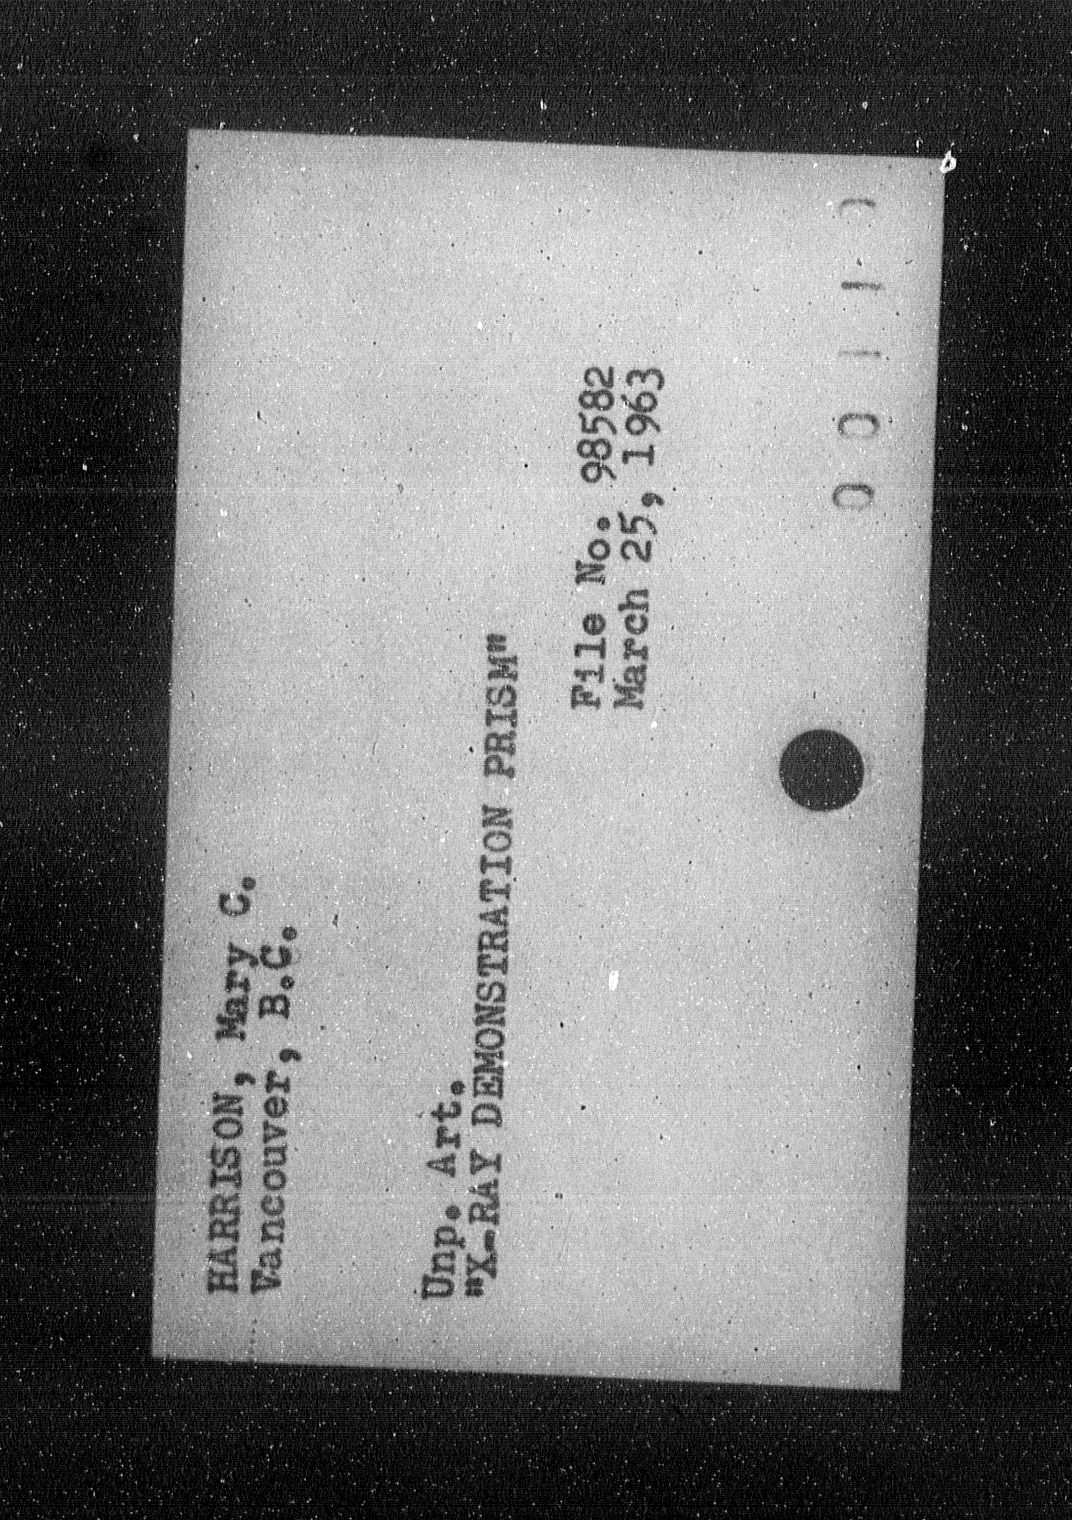 HARRISON, Mary C.
Vancouver, B.C.
Unp. Art.
"X-RAY DEMONSTRATION PRISM"
File No. 98582
March 25, 1963